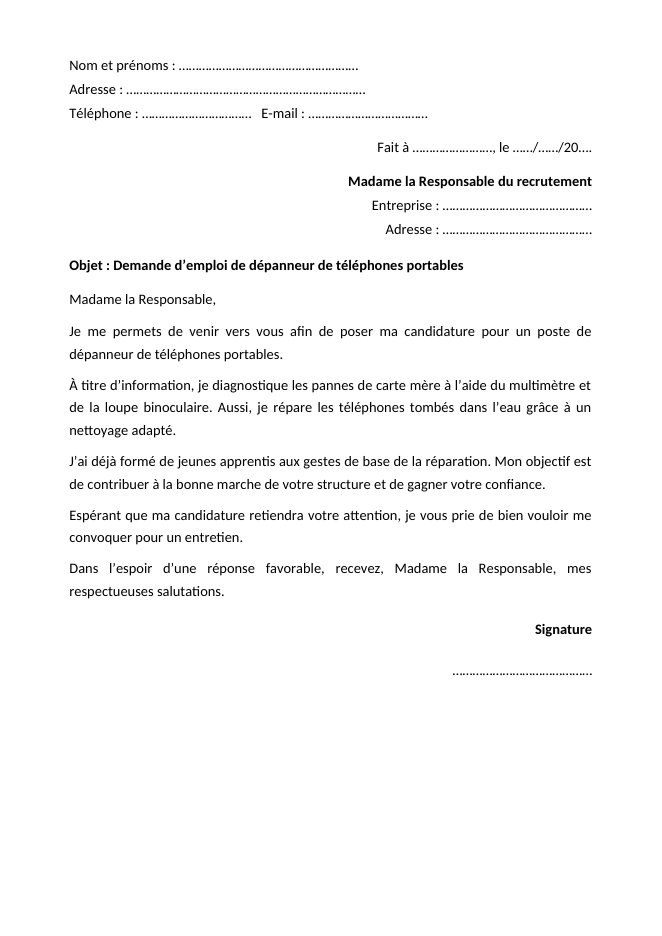 Nom et prénoms : ………………………………………………
Adresse : ………………………………………………………………
Téléphone : …………………………… E-mail : ………………………………
Fait à ……………………, le ……/……/20….
Madame la Responsable du recrutement
Entreprise : ………………………………………
Adresse : ………………………………………
Objet : Demande d’emploi de dépanneur de téléphones portables
Madame la Responsable,
Je me permets de venir vers vous afin de poser ma candidature pour un poste de
dépanneur de téléphones portables.
À titre d’information, je diagnostique les pannes de carte mère à l’aide du multimètre et
de la loupe binoculaire. Aussi, je répare les téléphones tombés dans l’eau grâce à un
nettoyage adapté.
J’ai déjà formé de jeunes apprentis aux gestes de base de la réparation. Mon objectif est
de contribuer à la bonne marche de votre structure et de gagner votre confiance.
Espérant que ma candidature retiendra votre attention, je vous prie de bien vouloir me
convoquer pour un entretien.
Dans l’espoir d’une réponse favorable, recevez, Madame la Responsable, mes
respectueuses salutations.
Signature
……………………………………